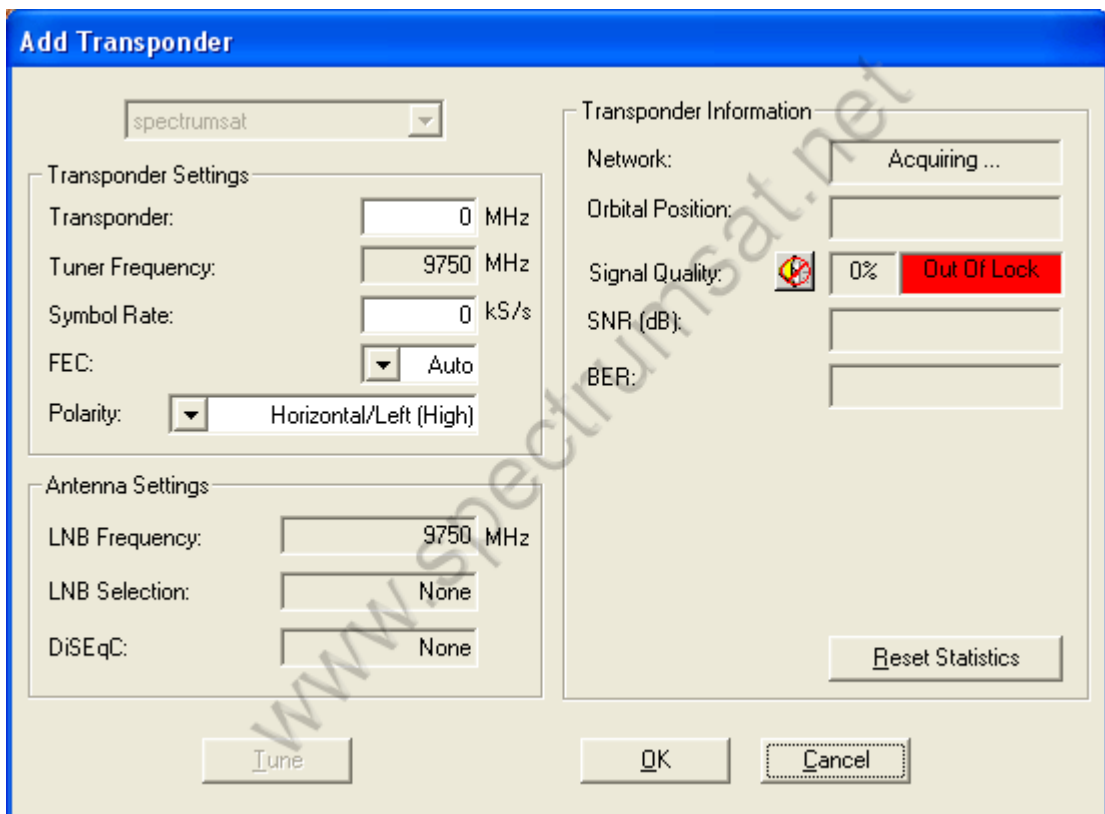 Add Transponder
spectrumsat
Transponder Settings
Transponder: 0 MHz
Tuner Frequency: 9750 MHz
Symbol Rate: 0 kS/s
FEC: Auto
Polarity: Horizontal/Left (High)
Antenna Settings
LNB Frequency: 9750 MHz
LNB Selection: None
DiSEqC: None
Tune
Transponder Information
Network: Acquiring ...
Orbital Position:
Signal Quality: 0% Out Of Lock
SNR (dB):
BER:
Reset Statistics
OK
Cancel
www.spectrumsat.net